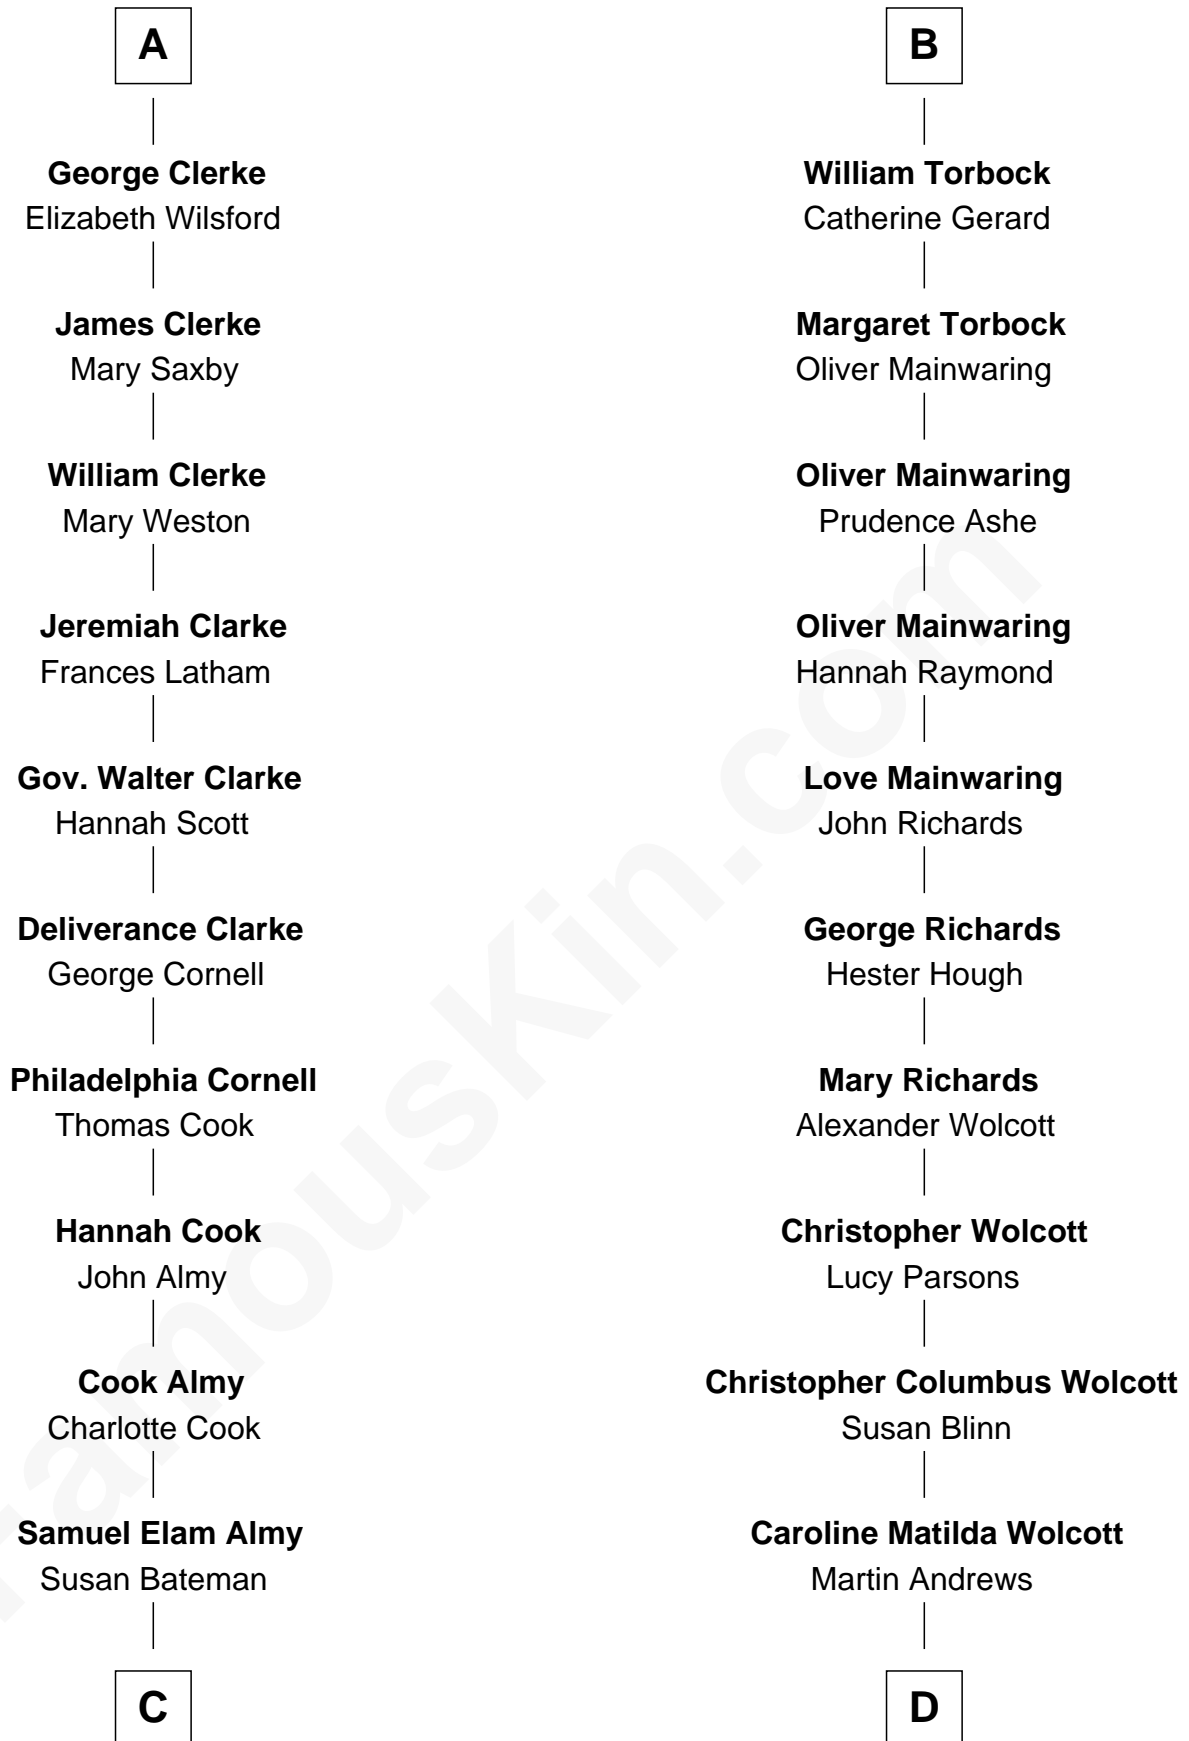 A
George Clerke
Elizabeth Wilsford
James Clerke
Mary Saxby
William Clerke
Mary Weston
Jeremiah Clarke
Frances Latham
Gov. Walter Clarke
Hannah Scott
Deliverance Clarke
George Cornell
Philadelphia Cornell
Thomas Cook
Hannah Cook
John Almy
Cook Almy
Charlotte Cook
Samuel Elam Almy
Susan Bateman
C
B
William Torbock
Catherine Gerard
Margaret Torbock
Oliver Mainwaring
Oliver Mainwaring
Prudence Ashe
Oliver Mainwaring
Hannah Raymond
Love Mainwaring
John Richards
George Richards
Hester Hough
Mary Richards
Alexander Wolcott
Christopher Wolcott
Lucy Parsons
Christopher Columbus Wolcott
Susan Blinn
Caroline Matilda Wolcott
Martin Andrews
D
FamousKin.com